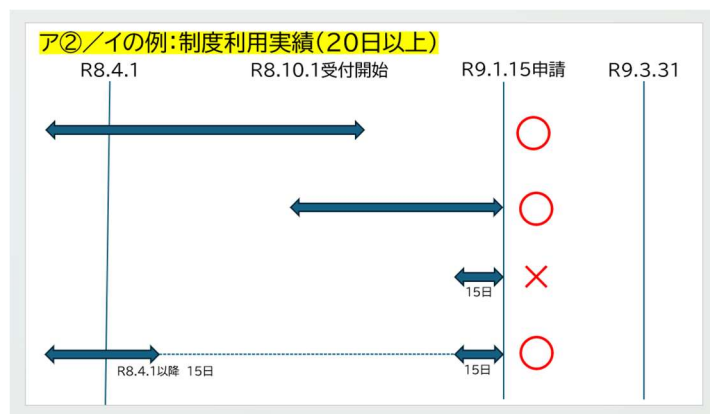 ア②／イの例：制度利用実績（20日以上）
R8.4.1 R8.10.1受付開始 R9.1.15申請 R9.3.31
15日
R8.4.1以降 15日
15日